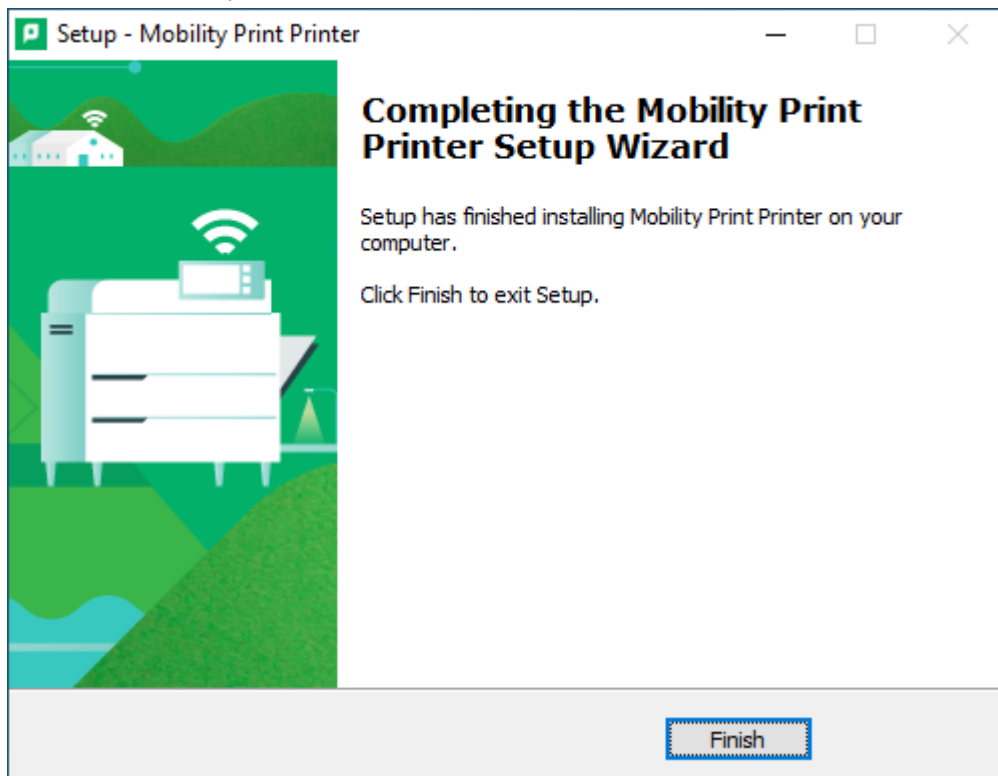 Setup - Mobility Print Printer
Completing the Mobility Print
Printer Setup Wizard
Setup has finished installing Mobility Print Printer on your
computer.
Click Finish to exit Setup.
Finish